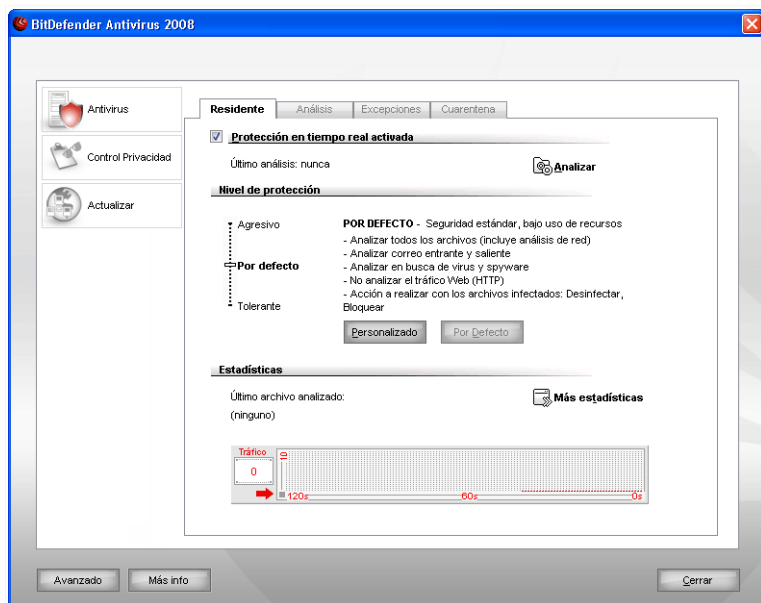 BitDefender Antivirus 2008
Antivirus
Control Privacidad
Actualizar
Residente
Análisis
Excepciones
Cuarentena
Protección en tiempo real activada
Último análisis: nunca
Analizar
Nivel de protección
Agresivo
Por defecto
Tolerante
POR DEFECTO - Seguridad estándar, bajo uso de recursos
- Analizar todos los archivos (incluye análisis de red)
- Analizar correo entrante y saliente
- Analizar en busca de virus y spyware
- No analizar el tráfico Web (HTTP)
- Acción a realizar con los archivos infectados: Desinfectar,
Bloquear
Personalizado
Por Defecto
Estadísticas
Último archivo analizado:
(ninguno)
Más estadísticas
Tráfico
0
10
120s
60s
0s
Avanzado
Más info
Cerrar